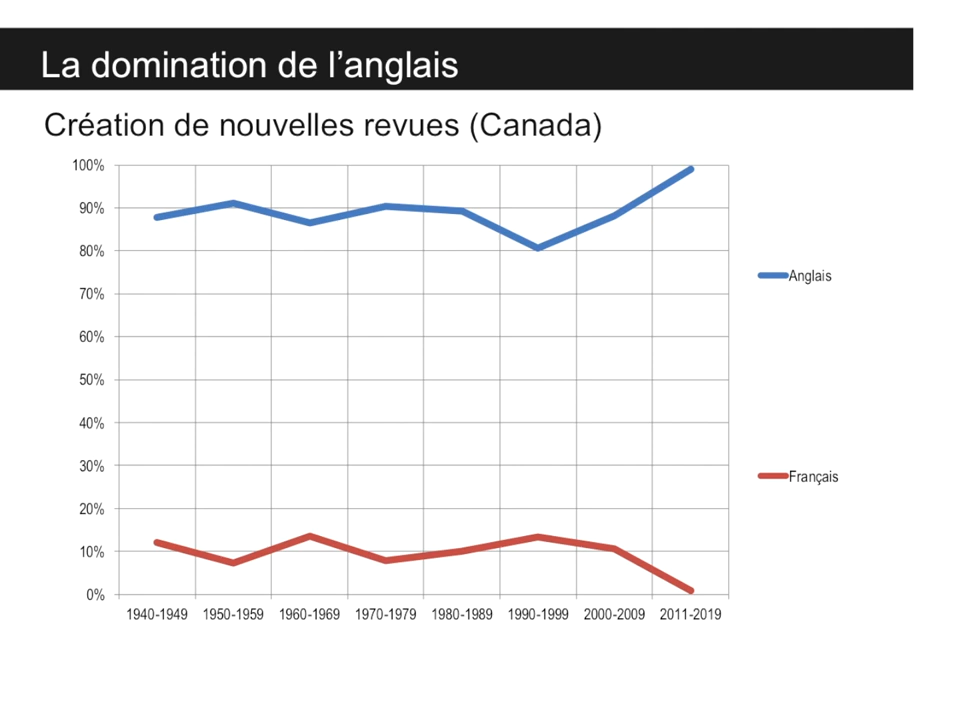 La domination de l’anglais
Création de nouvelles revues (Canada)
100%
90%
80%
70%
60%
50%
40%
30%
20%
10%
0%
1940-1949 1950-1959 1960-1969 1970-1979 1980-1989 1990-1999 2000-2009 2011-2019
Anglais
Français